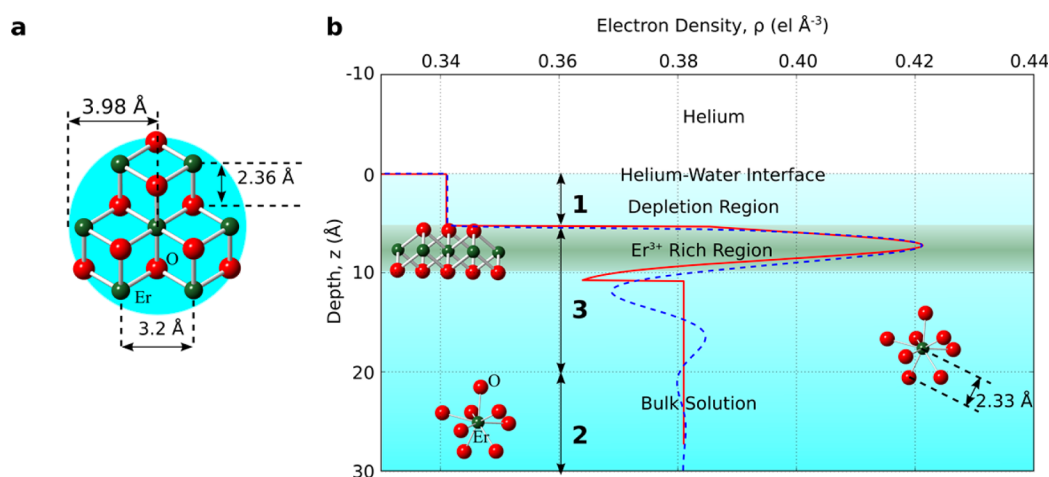 a
3.98 Å
2.36 Å
O
Er
3.2 Å
b
Electron Density, ρ (el Å⁻³)
0.34 0.36 0.38 0.40 0.42 0.44
Depth, z (Å)
-10
0
10
20
30
Helium
Helium-Water Interface
1
Depletion Region
Er³⁺ Rich Region
3
Bulk Solution
2
O
Er
2.33 Å